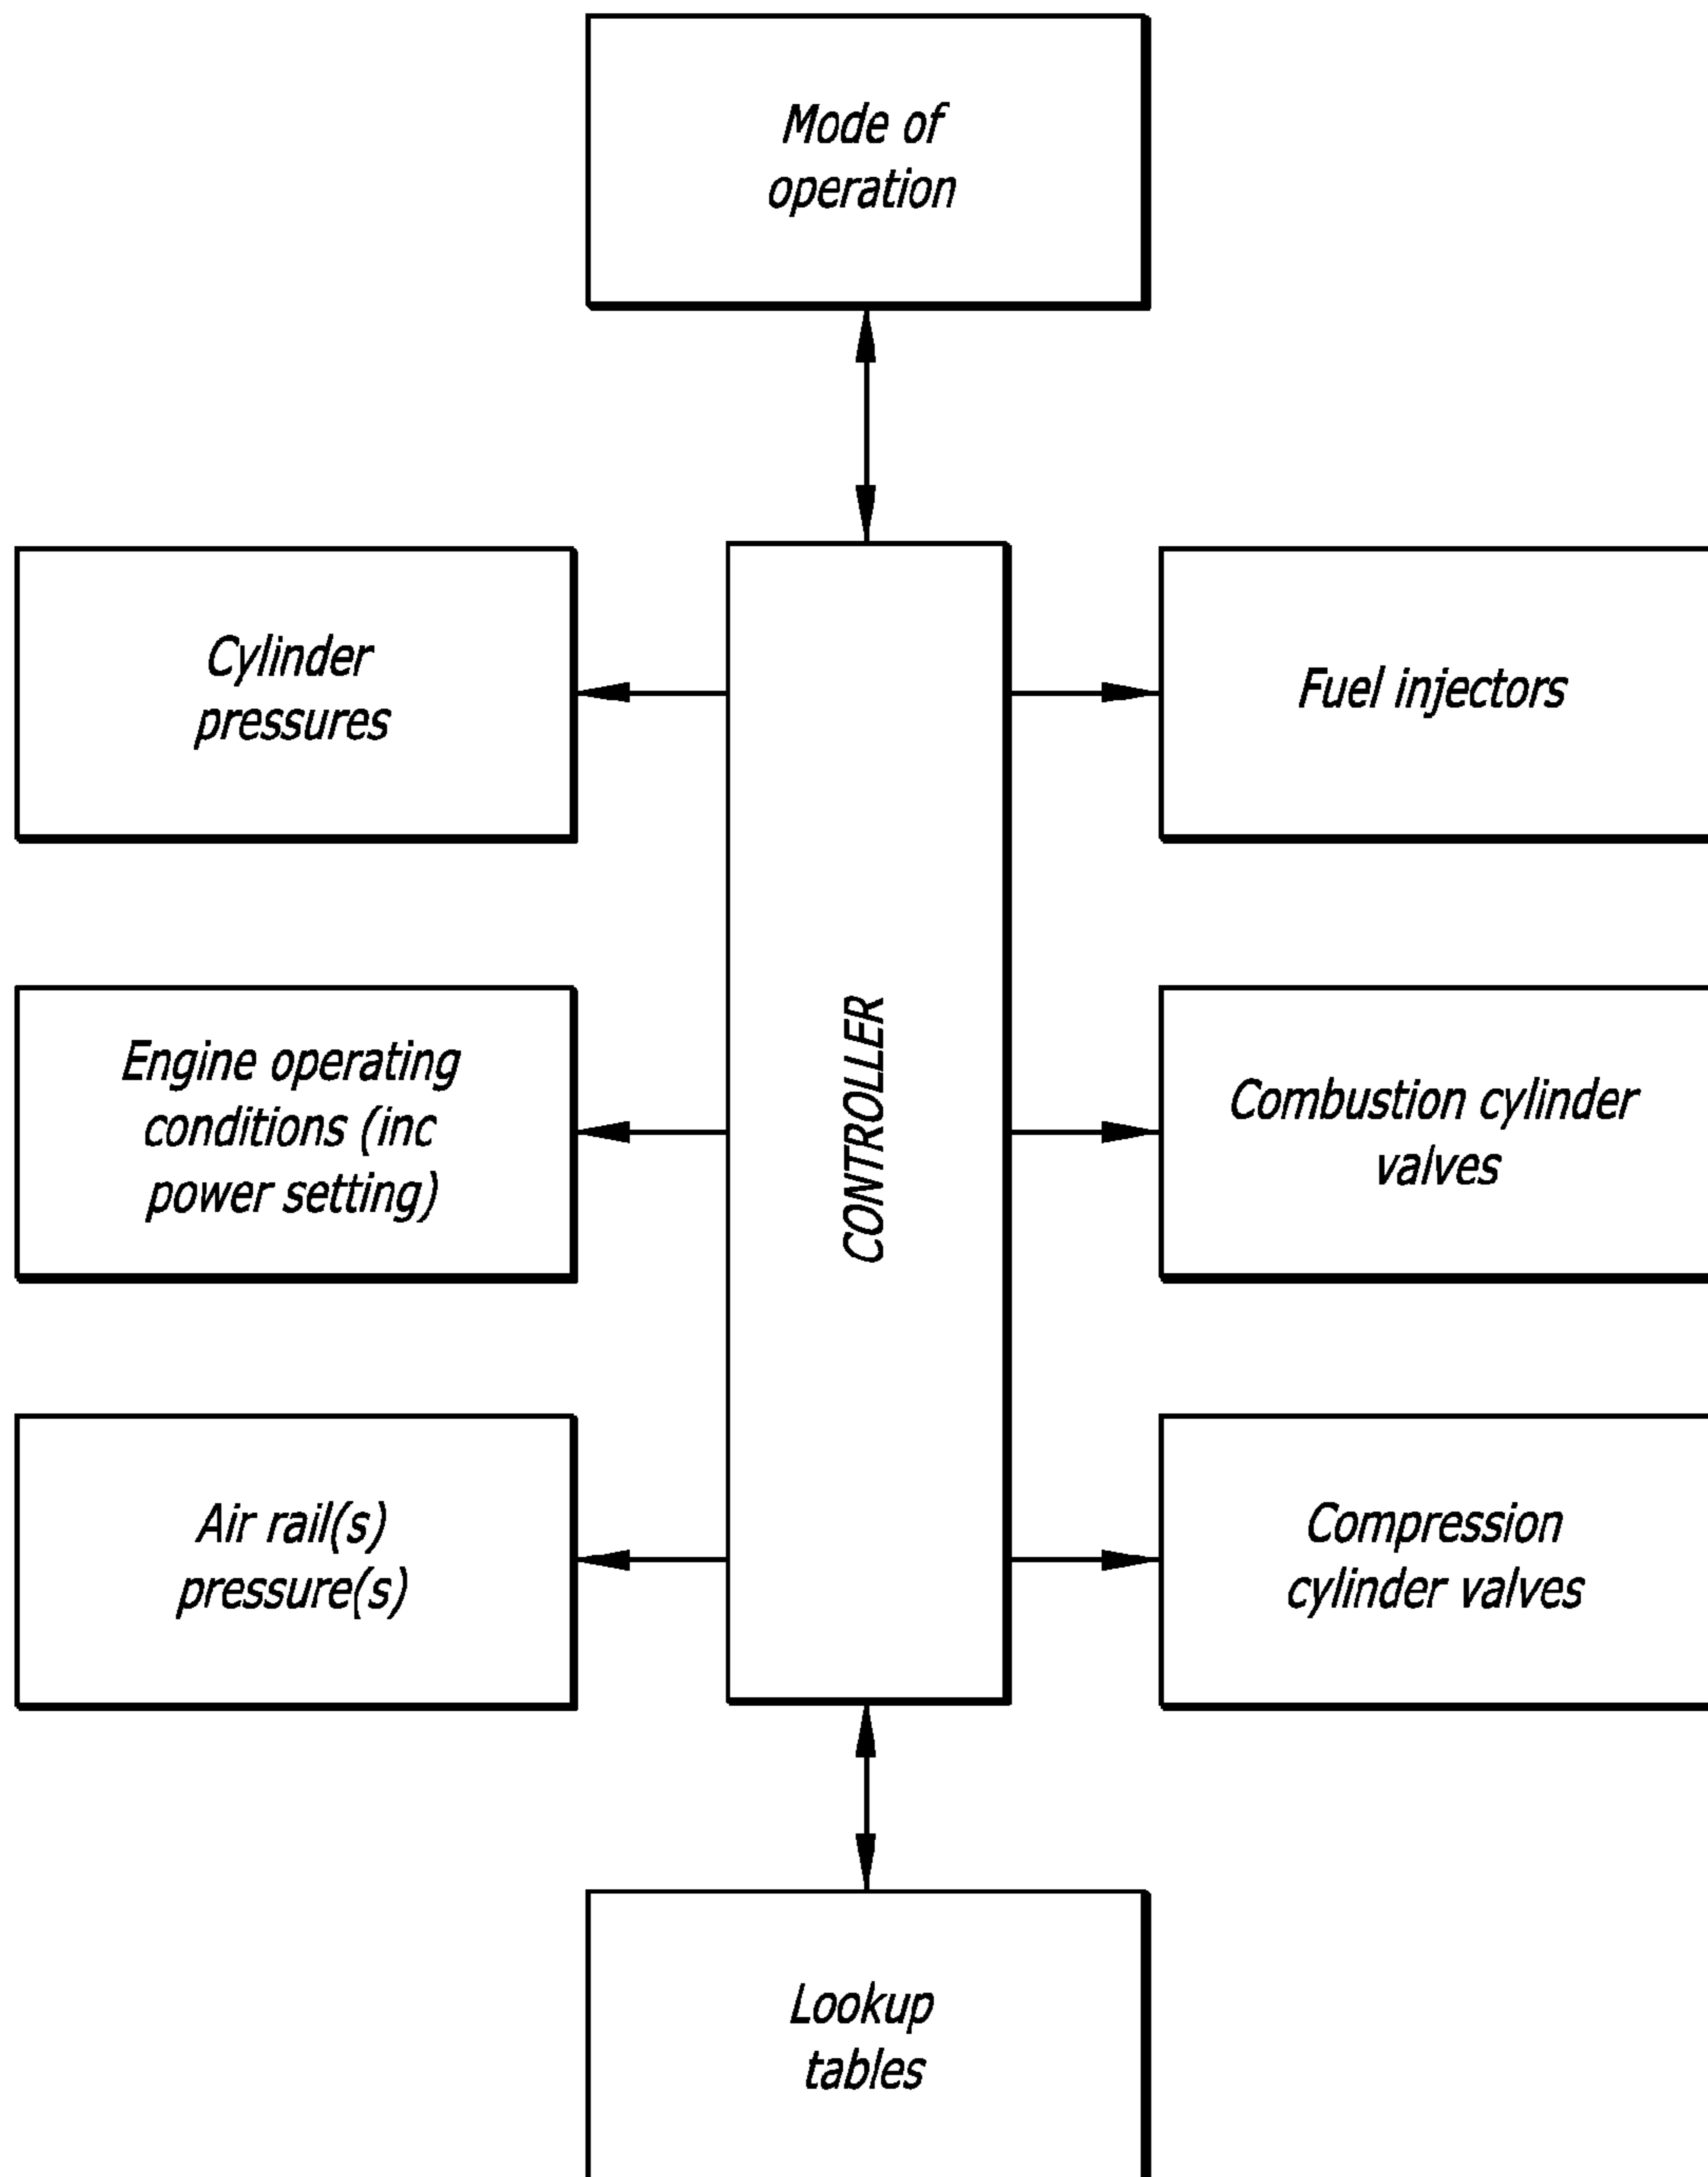 Mode of
operation
Cylinder
pressures
Fuel injectors
Engine operating
conditions (inc
power setting)
CONTROLLER
Combustion cylinder
valves
Air rail(s)
pressure(s)
Compression
cylinder valves
Lookup
tables